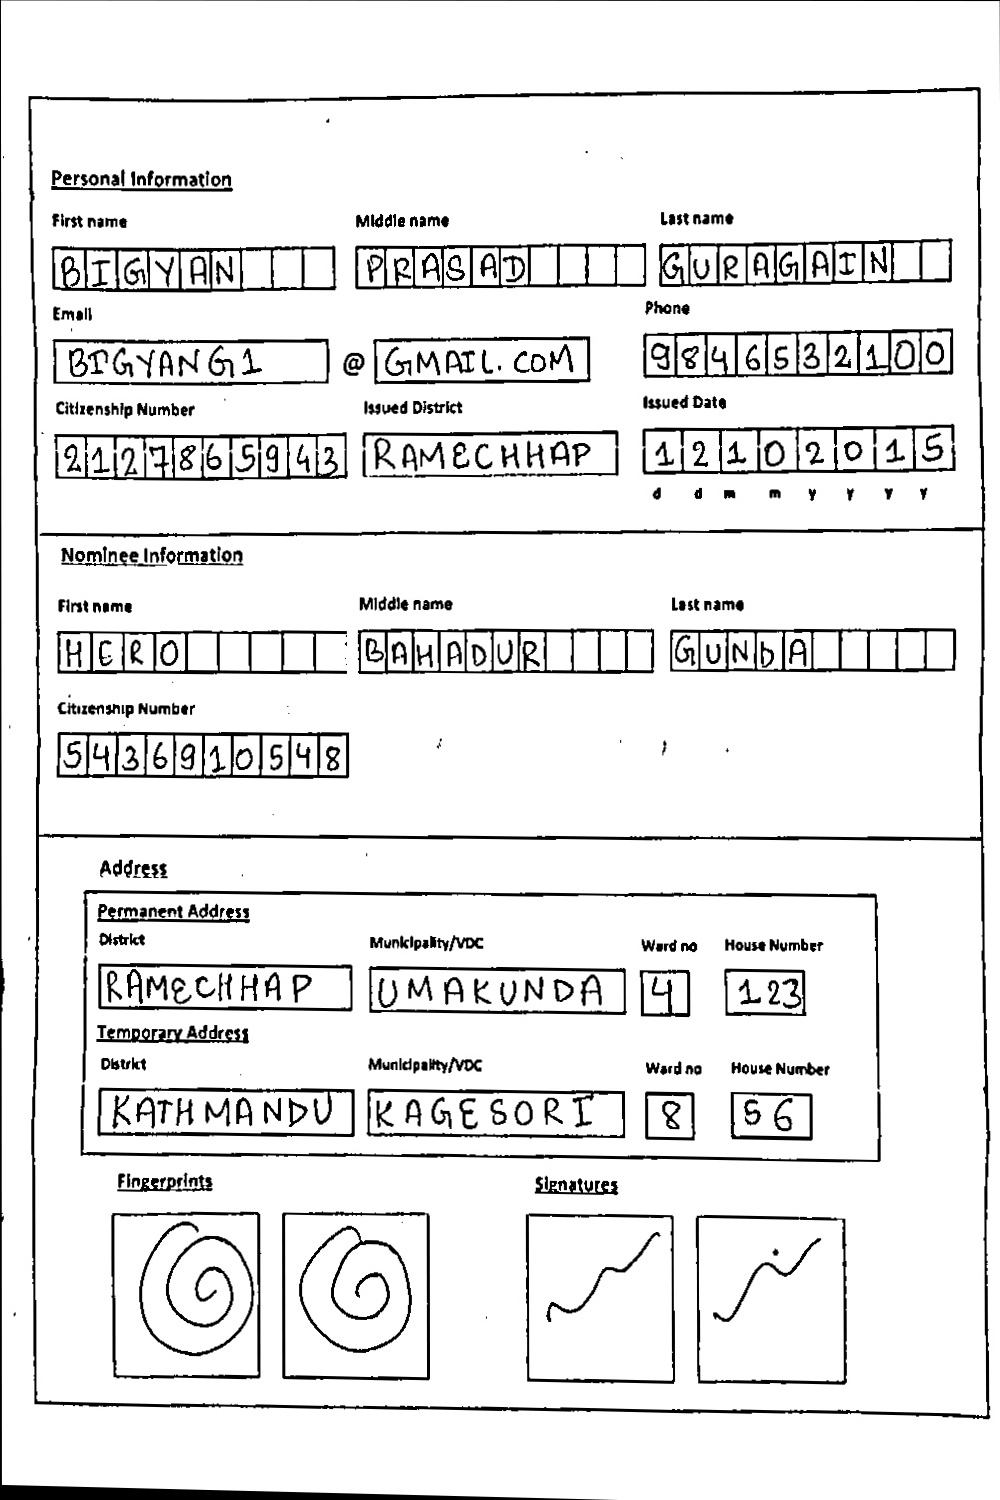 Personal Information
First name Middle name Last name
BIGYAN PRASAD GURAGAIN
Email Phone
BIGYANG1 @ GMAIL.COM 9846532100
Citizenship Number Issued District Issued Date
2127865943 RAMECHHAP 12102015
d d m m y y y y
Nominee Information
First name Middle name Last name
HERO BAHADUR GUNDA
Citizenship Number
5436910548
Address
Permanent Address
District Municipality/VDC Ward no House Number
RAMECHHAP UMAKUNDA 4 123
Temporary Address
District Municipality/VDC Ward no House Number
KATHMANDU KAGESORI 8 56
Fingerprints Signatures